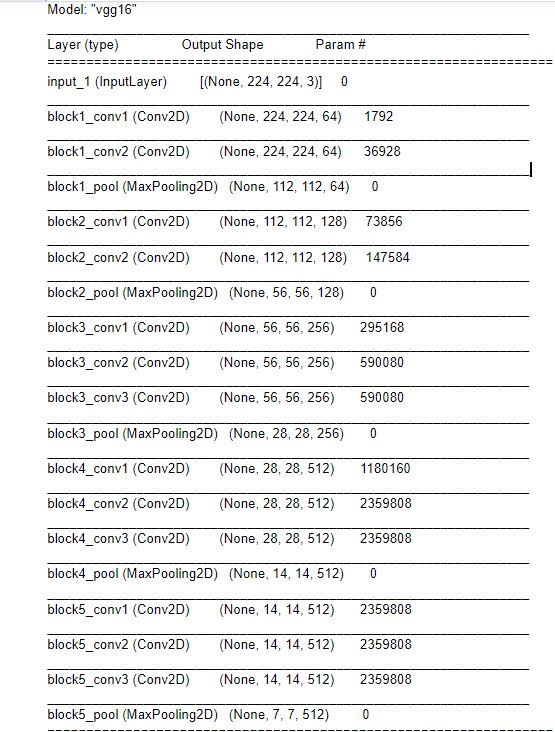 Model: "vgg16"
Layer (type) Output Shape Param #
input_1 (InputLayer) [(None, 224, 224, 3)] 0
block1_conv1 (Conv2D) (None, 224, 224, 64) 1792
block1_conv2 (Conv2D) (None, 224, 224, 64) 36928
block1_pool (MaxPooling2D) (None, 112, 112, 64) 0
block2_conv1 (Conv2D) (None, 112, 112, 128) 73856
block2_conv2 (Conv2D) (None, 112, 112, 128) 147584
block2_pool (MaxPooling2D) (None, 56, 56, 128) 0
block3_conv1 (Conv2D) (None, 56, 56, 256) 295168
block3_conv2 (Conv2D) (None, 56, 56, 256) 590080
block3_conv3 (Conv2D) (None, 56, 56, 256) 590080
block3_pool (MaxPooling2D) (None, 28, 28, 256) 0
block4_conv1 (Conv2D) (None, 28, 28, 512) 1180160
block4_conv2 (Conv2D) (None, 28, 28, 512) 2359808
block4_conv3 (Conv2D) (None, 28, 28, 512) 2359808
block4_pool (MaxPooling2D) (None, 14, 14, 512) 0
block5_conv1 (Conv2D) (None, 14, 14, 512) 2359808
block5_conv2 (Conv2D) (None, 14, 14, 512) 2359808
block5_conv3 (Conv2D) (None, 14, 14, 512) 2359808
block5_pool (MaxPooling2D) (None, 7, 7, 512) 0